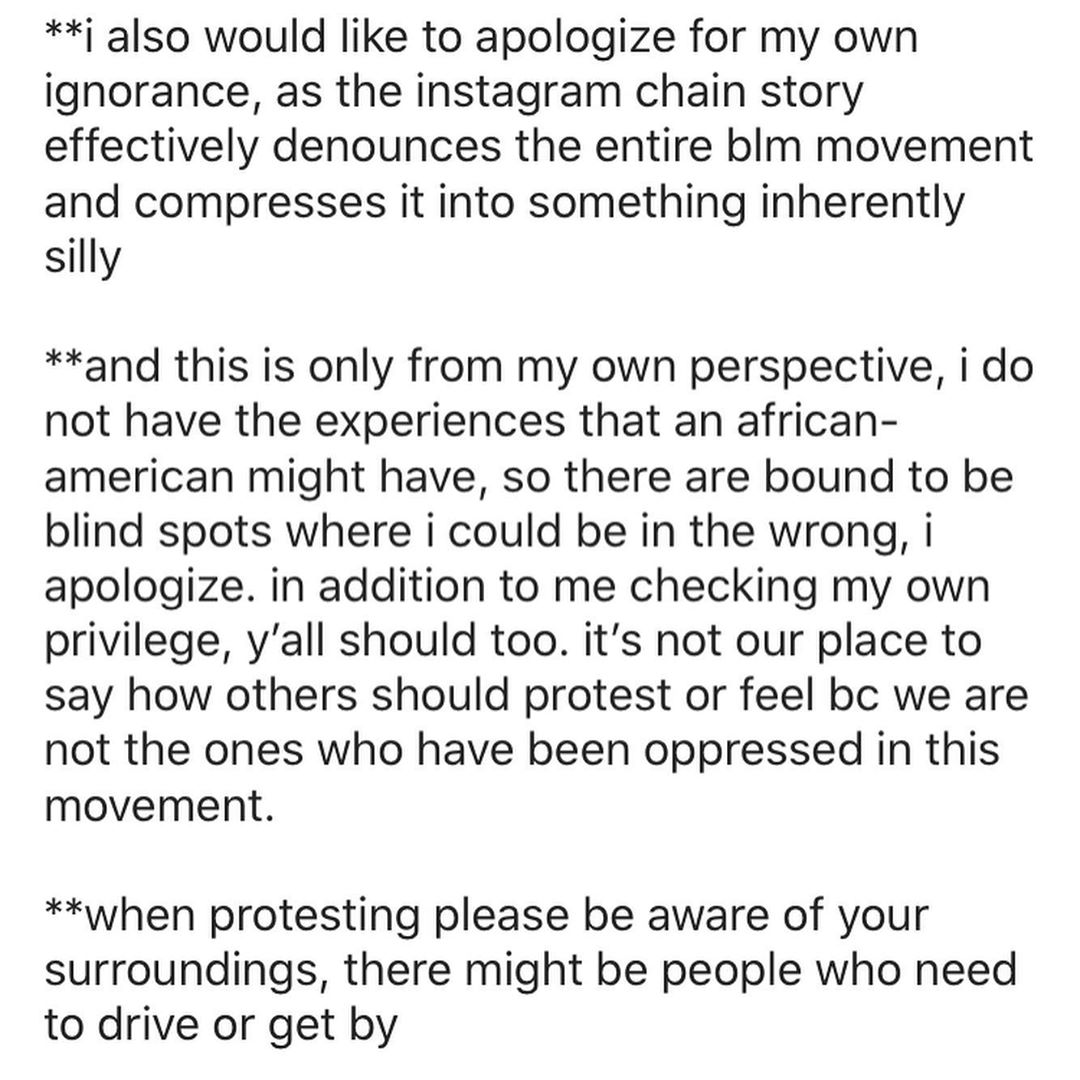 **i also would like to apologize for my own
ignorance, as the instagram chain story
effectively denounces the entire blm movement
and compresses it into something inherently
silly
**and this is only from my own perspective, i do
not have the experiences that an african-
american might have, so there are bound to be
blind spots where i could be in the wrong, i
apologize. in addition to me checking my own
privilege, y’all should too. it’s not our place to
say how others should protest or feel bc we are
not the ones who have been oppressed in this
movement.
**when protesting please be aware of your
surroundings, there might be people who need
to drive or get by